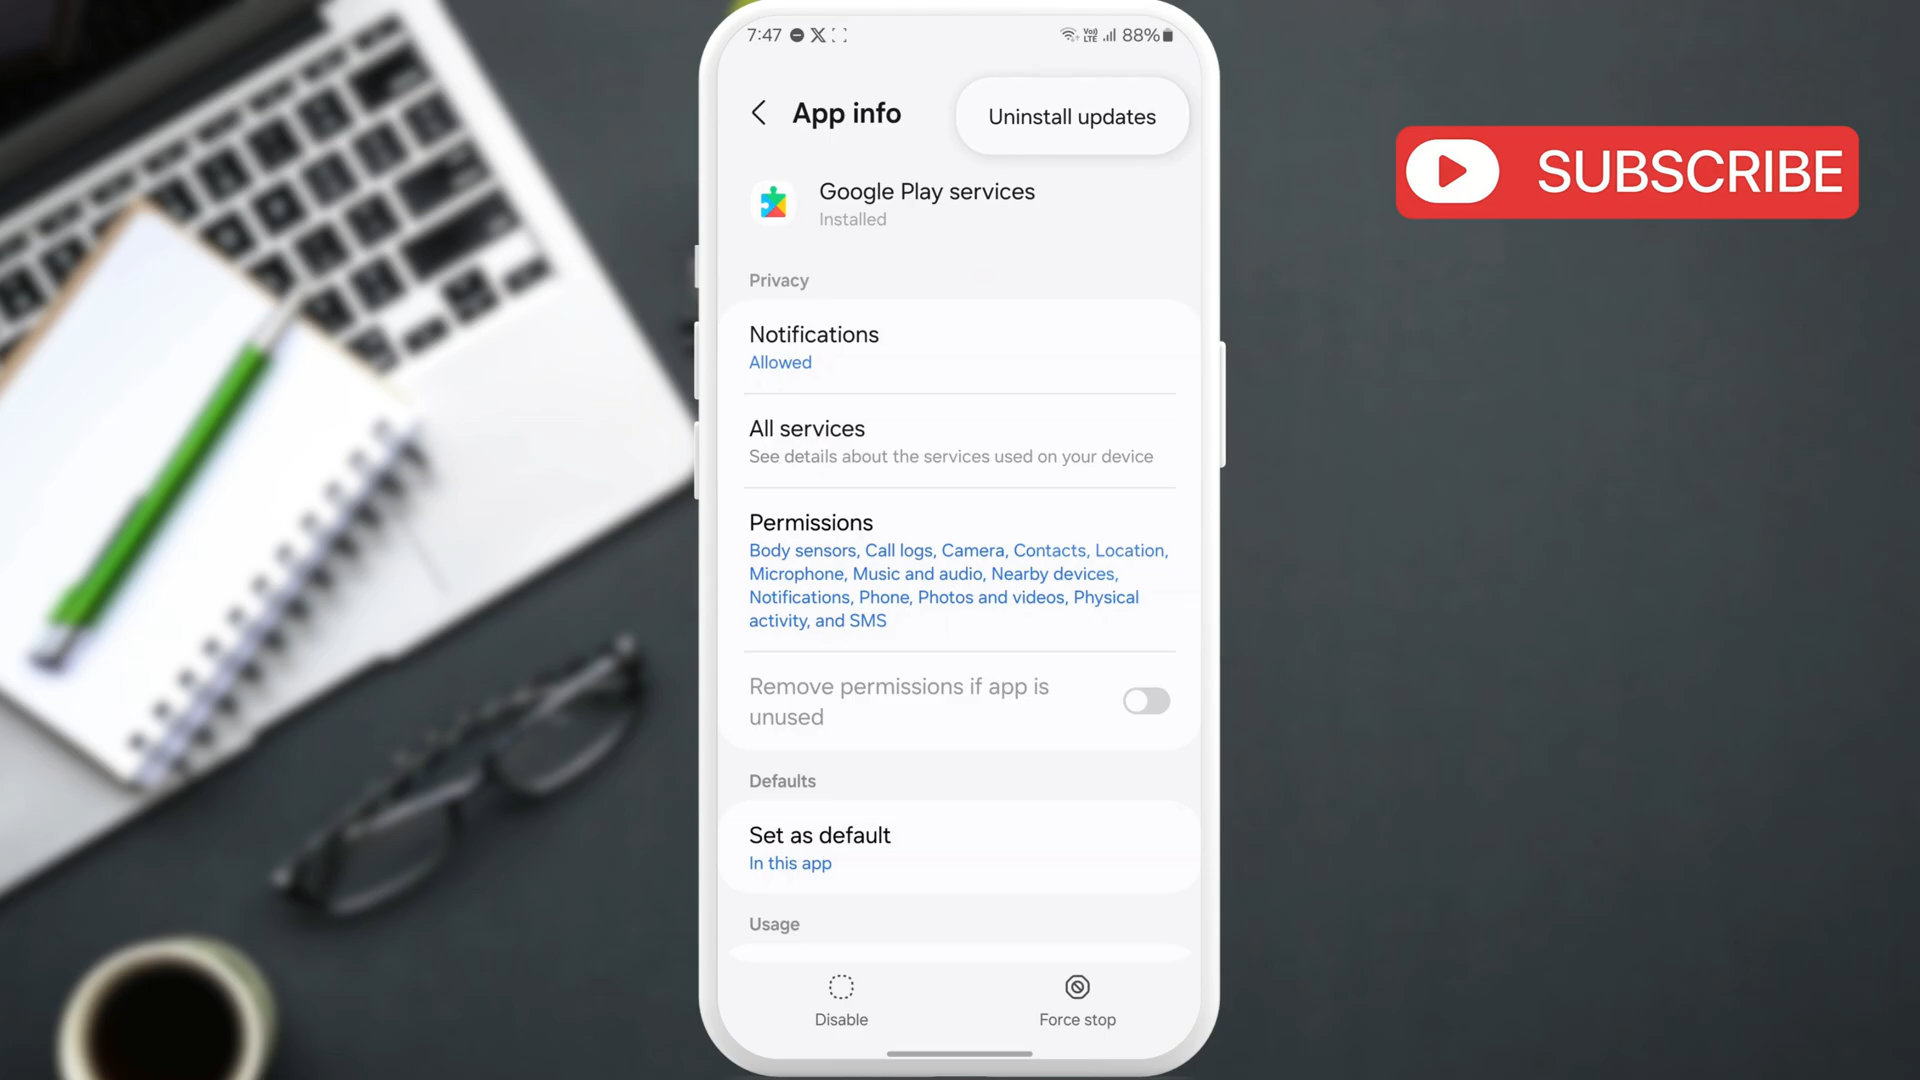 7:47
Vo)
LTE
88%
App info
Uninstall updates
SUBSCRIBE
Google Play services
Installed
Privacy
Notifications
Allowed
All services
See details about the services used on your device
Permissions
Body sensors, Call logs, Camera, Contacts, Location,
Microphone, Music and audio, Nearby devices,
Notifications, Phone, Photos and videos, Physical
activity, and SMS
Remove permissions if app is
unused
Defaults
Set as default
In this app
Usage
Disable
Force stop